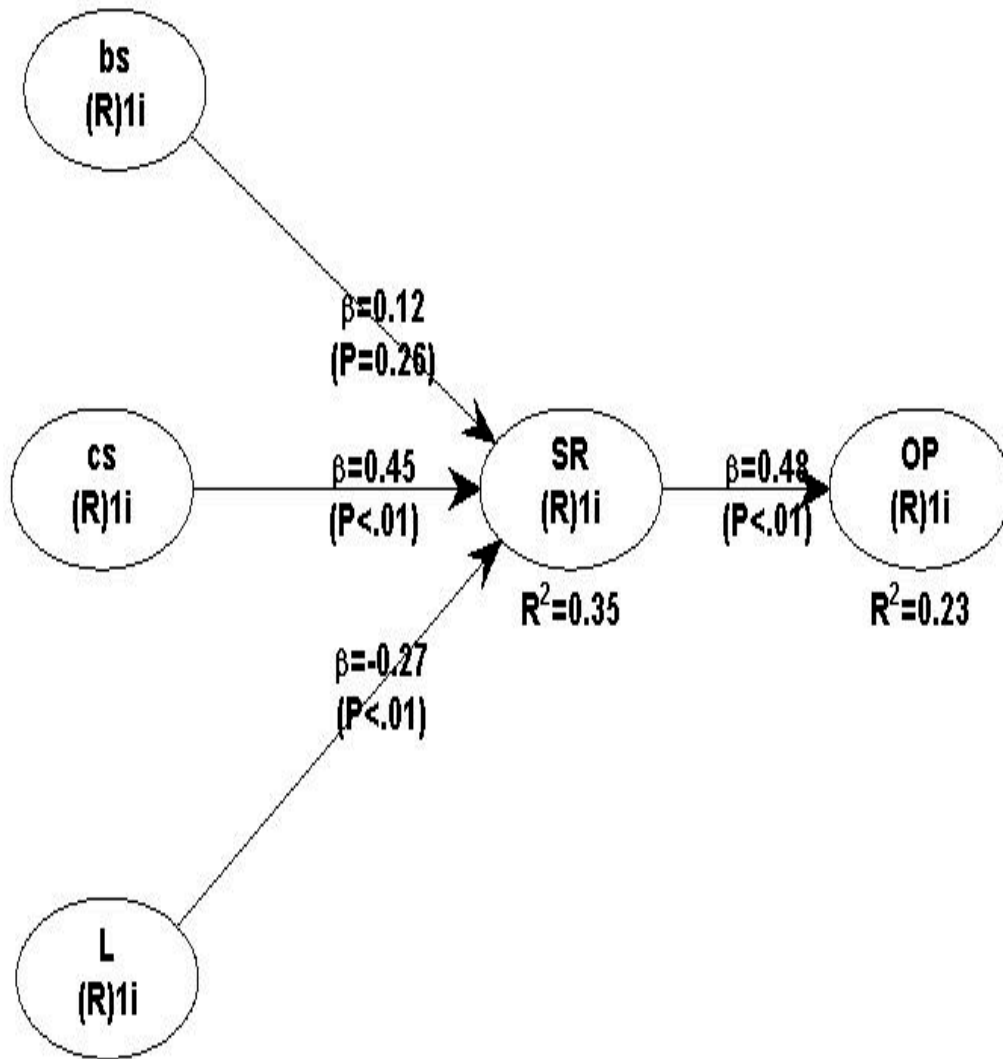 bs
(R)1i
β=0.12
(P=0.26)
cs
(R)1i
β=0.45
(P<.01)
SR
(R)1i
β=0.48
(P<.01)
OP
(R)1i
R²=0.35
R²=0.23
β=-0.27
(P<.01)
L
(R)1i